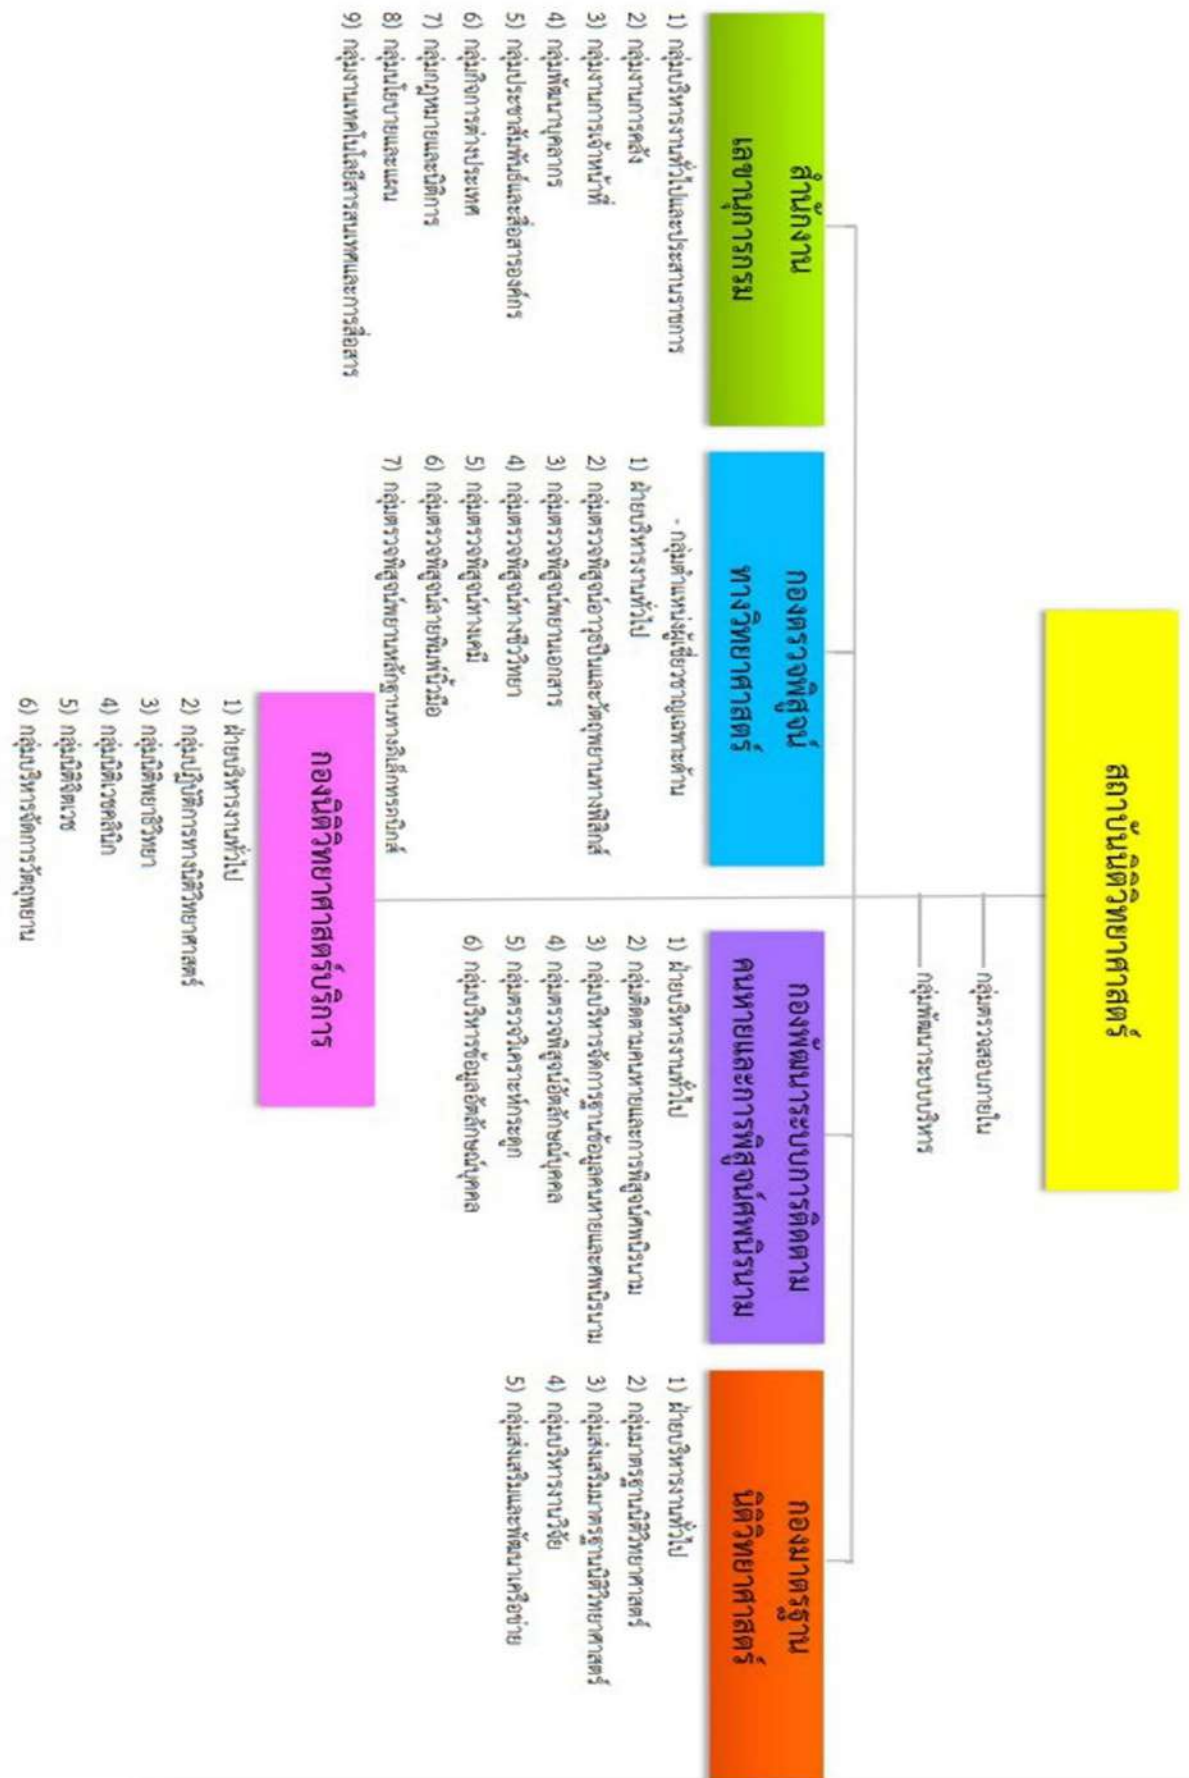 สถาบันนิติวิทยาศาสตร์
กลุ่มตรวจสอบภายใน
กลุ่มพัฒนาระบบบริหาร
สำนักงาน
เลขานุการกรม
1) กลุ่มบริหารงานทั่วไปและประสานราชการ
2) กลุ่มงานการคลัง
3) กลุ่มงานการเจ้าหน้าที่
4) กลุ่มพัฒนาบุคลากร
5) กลุ่มประชาสัมพันธ์และสื่อสารองค์กร
6) กลุ่มกิจการต่างประเทศ
7) กลุ่มกฎหมายและนิติการ
8) กลุ่มนโยบายและแผน
9) กลุ่มงานเทคโนโลยีสารสนเทศและการสื่อสาร
กองตรวจพิสูจน์
ทางวิทยาศาสตร์
- กลุ่มตำแหน่งผู้เชี่ยวชาญเฉพาะด้าน
1) ฝ่ายบริหารงานทั่วไป
2) กลุ่มตรวจพิสูจน์อาวุธปืนและวัตถุพยานทางฟิสิกส์
3) กลุ่มตรวจพิสูจน์พยานเอกสาร
4) กลุ่มตรวจพิสูจน์ทางชีววิทยา
5) กลุ่มตรวจพิสูจน์ทางเคมี
6) กลุ่มตรวจพิสูจน์ลายพิมพ์นิ้วมือ
7) กลุ่มตรวจพิสูจน์พยานหลักฐานทางอิเล็กทรอนิกส์
กองพัฒนาระบบการติดตาม
คนหายและการพิสูจน์ศพนิรนาม
1) ฝ่ายบริหารงานทั่วไป
2) กลุ่มติดตามคนหายและการพิสูจน์ศพนิรนาม
3) กลุ่มบริหารจัดการฐานข้อมูลคนหายและศพนิรนาม
4) กลุ่มตรวจพิสูจน์อัตลักษณ์บุคคล
5) กลุ่มตรวจวิเคราะห์กระดูก
6) กลุ่มบริหารข้อมูลอัตลักษณ์บุคคล
กองมาตรฐาน
นิติวิทยาศาสตร์
1) ฝ่ายบริหารงานทั่วไป
2) กลุ่มมาตรฐานนิติวิทยาศาสตร์
3) กลุ่มส่งเสริมมาตรฐานนิติวิทยาศาสตร์
4) กลุ่มบริหารงานวิจัย
5) กลุ่มส่งเสริมและพัฒนาเครือข่าย
กองนิติวิทยาศาสตร์บริการ
1) ฝ่ายบริหารงานทั่วไป
2) กลุ่มปฏิบัติการทางนิติวิทยาศาสตร์
3) กลุ่มนิติพยาธิวิทยา
4) กลุ่มนิติเวชคลินิก
5) กลุ่มนิติจิตเวช
6) กลุ่มบริหารจัดการวัตถุพยาน